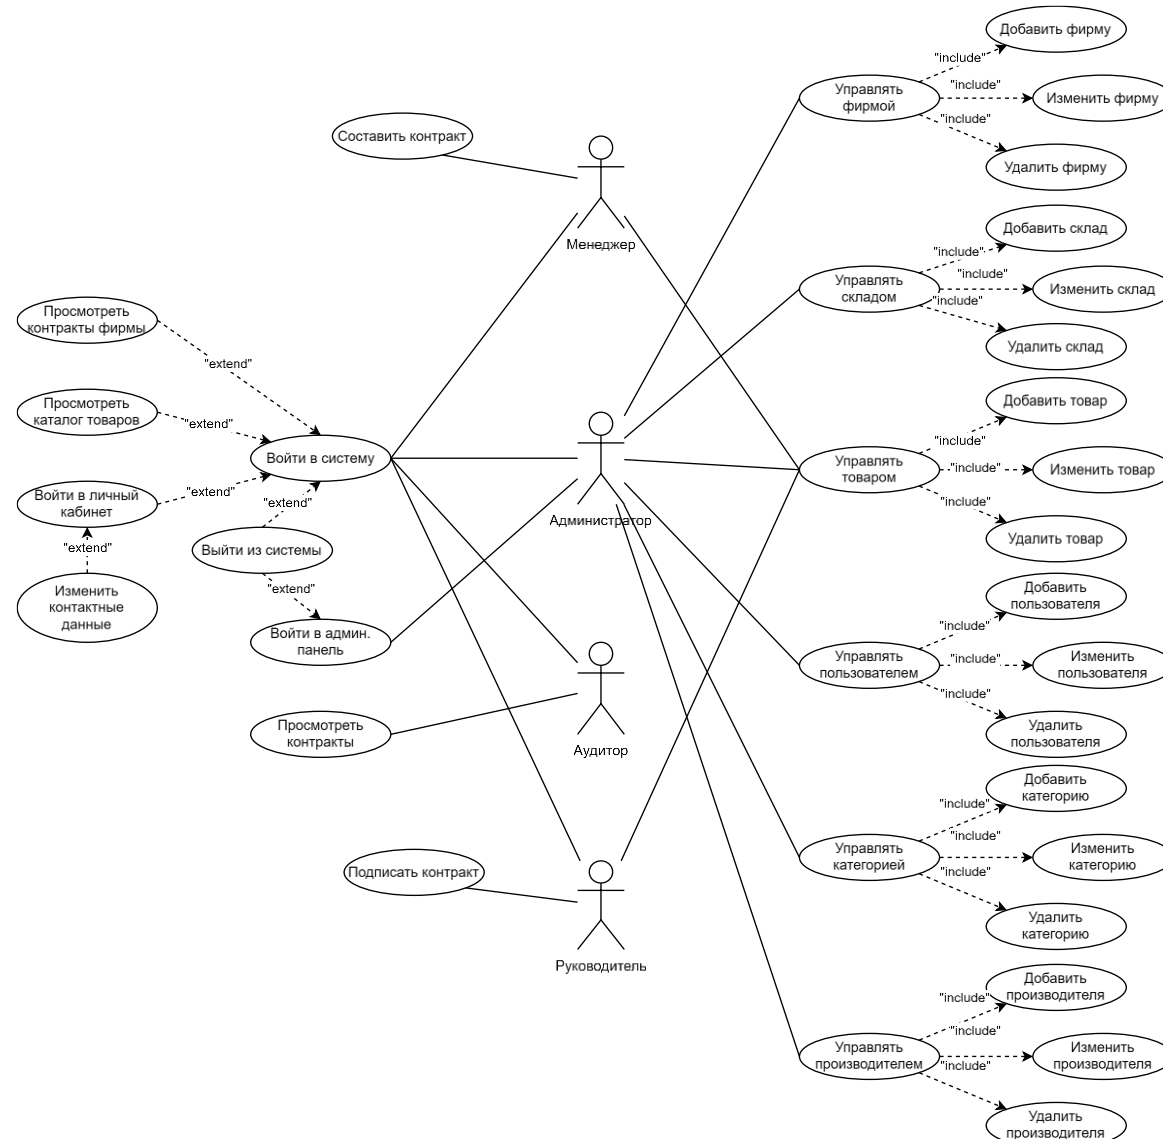 Добавить фирму
"include"
Управлять
фирмой
"include"
Изменить фирму
"include"
Удалить фирму
Составить контракт
Менеджер
Добавить склад
"include"
Управлять
складом
"include"
Изменить склад
"include"
Удалить склад
Просмотреть
контракты фирмы
"extend"
Просмотреть
каталог товаров
"extend"
Войти в систему
Войти в личный
кабинет
"extend"
"extend"
Выйти из системы
"extend"
Изменить
контактные
данные
"extend"
Войти в админ.
панель
Администратор
Добавить товар
"include"
Управлять
товаром
"include"
Изменить товар
"include"
Удалить товар
Добавить
пользователя
"include"
Управлять
пользователем
"include"
Изменить
пользователя
"include"
Удалить
пользователя
Просмотреть
контракты
Аудитор
Добавить
категорию
"include"
Управлять
категорией
"include"
Изменить
категорию
"include"
Удалить
категорию
Подписать контракт
Руководитель
Добавить
производителя
"include"
Управлять
производителем
"include"
Изменить
производителя
"include"
Удалить
производителя